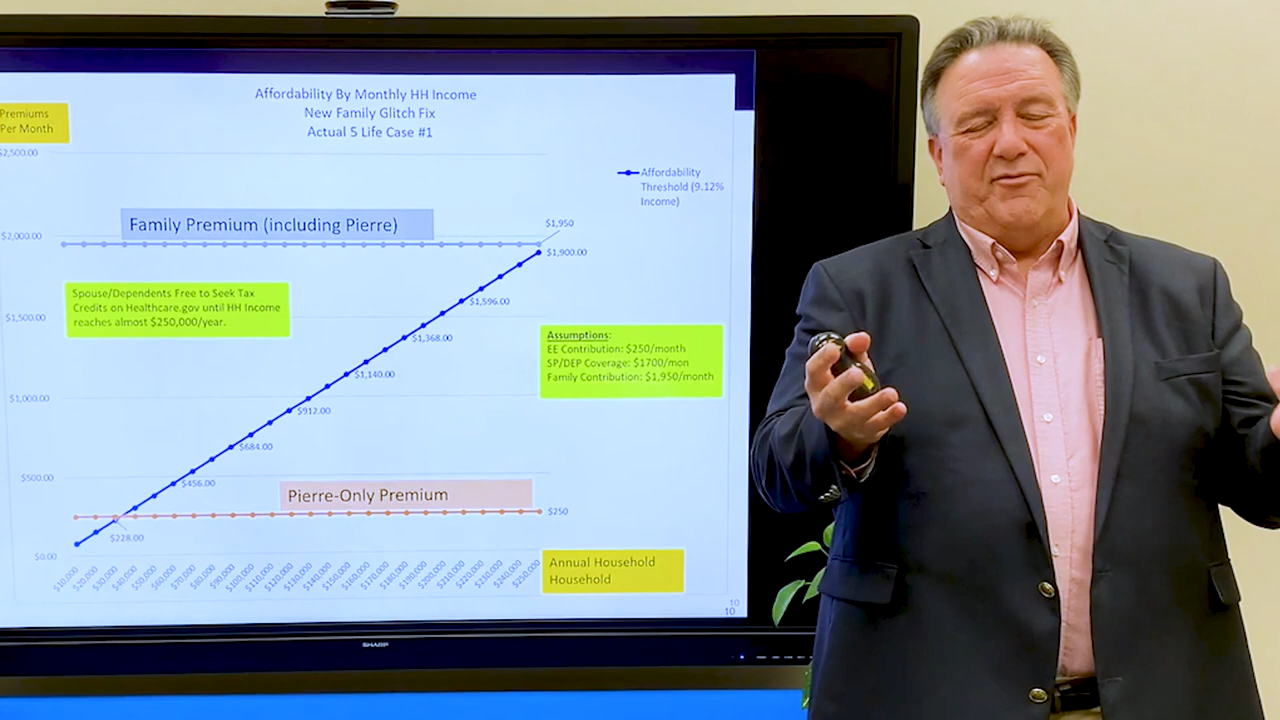 Premiums
Per Month
Affordability By Monthly HH Income
New Family Glitch Fix
Actual 5 Life Case #1
$2,500.00
Affordability
Threshold (9.12%
Income)
Family Premium (including Pierre)
$1,950
$2,000.00
$1,900.00
Spouse/Dependents Free to Seek Tax
Credits on Healthcare.gov until HH Income
reaches almost $250,000/year.
$1,596.00
$1,500.00
$1,368.00
Assumptions:
EE Contribution: $250/month
SP/DEP Coverage: $1700/mon
Family Contribution: $1,950/month
$1,140.00
$1,000.00
$912.00
$684.00
$500.00
$456.00
Pierre-Only Premium
$250
$228.00
$0.00
$10,000
$20,000
$30,000
$40,000
$50,000
$60,000
$70,000
$80,000
$90,000
$100,000
$110,000
$120,000
$130,000
$140,000
$150,000
$160,000
$170,000
$180,000
$190,000
$200,000
$210,000
$220,000
$230,000
$240,000
$250,000
Annual Household
Household
10
10
SHARP